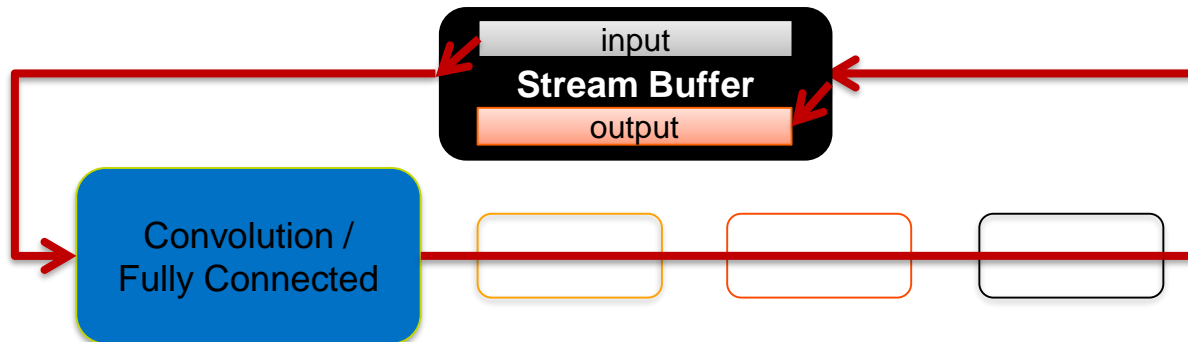 input
Stream Buffer
output
Convolution /
Fully Connected